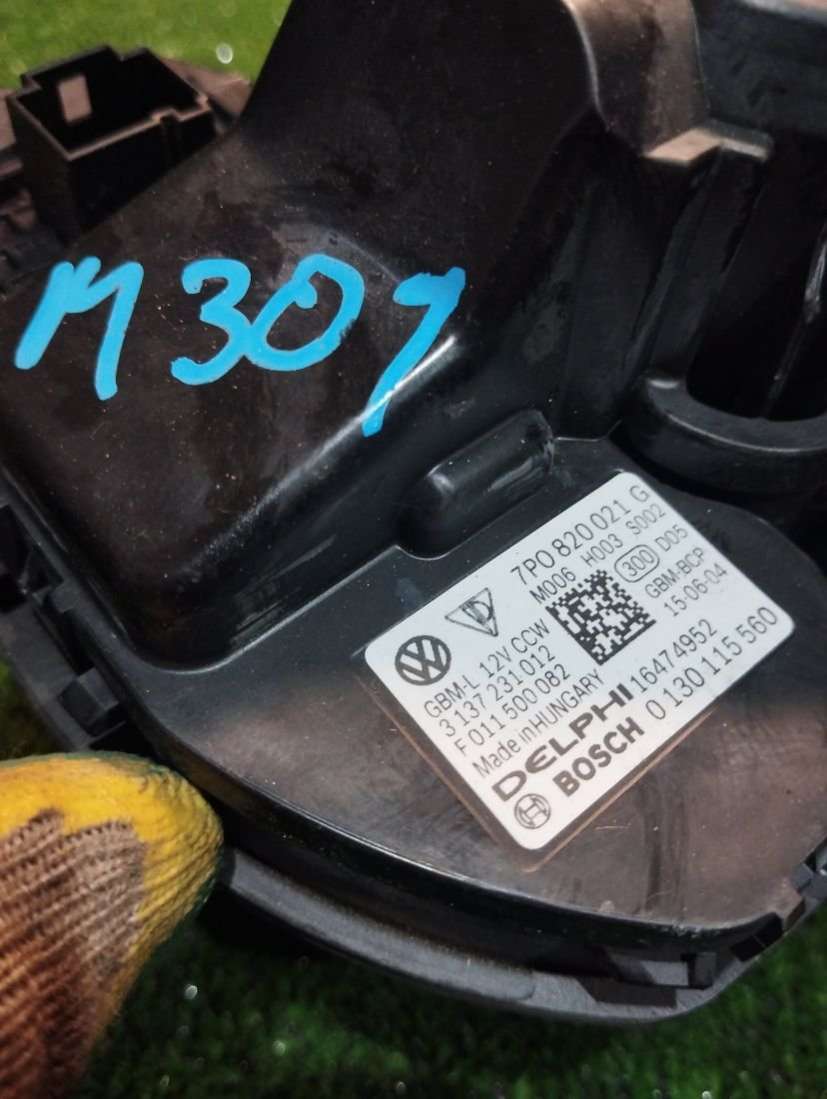 M307
7P0 820 021 G
M006 H003 S002
300 D05
GBM-BCP
15-06-04
GBM-L 12V CCW
3 137 231 012
F 011 500 082
Made in HUNGARY
DELPHI 16474952
BOSCH 0 130 115 560